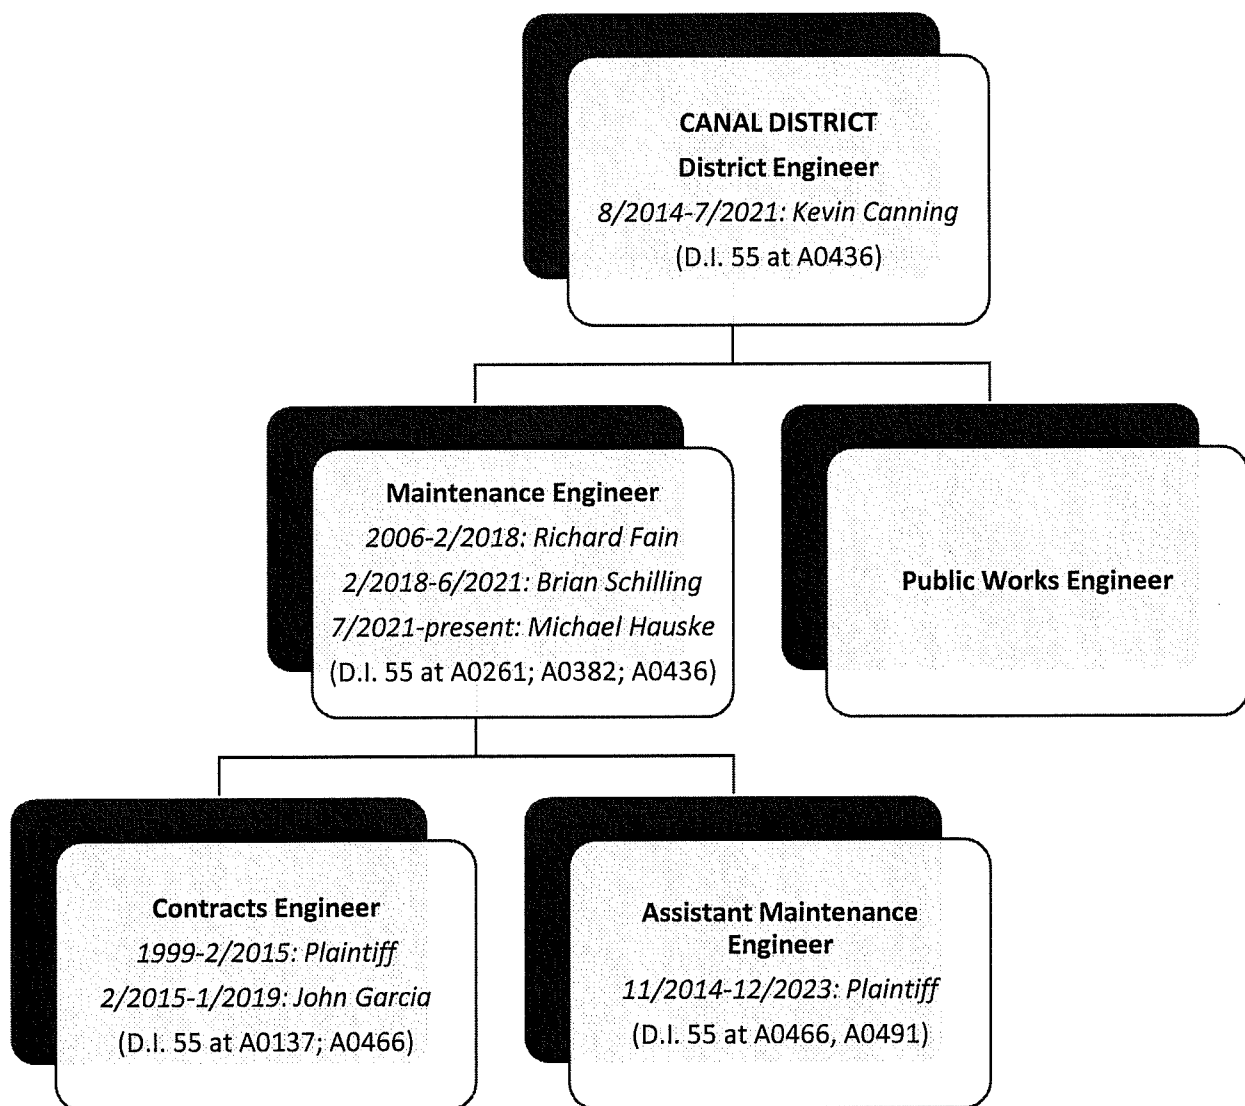 CANAL DISTRICT
District Engineer
8/2014-7/2021: Kevin Canning
(D.I. 55 at A0436)
Maintenance Engineer
2006-2/2018: Richard Fain
2/2018-6/2021: Brian Schilling
7/2021-present: Michael Hauske
(D.I. 55 at A0261; A0382; A0436)
Public Works Engineer
Contracts Engineer
1999-2/2015: Plaintiff
2/2015-1/2019: John Garcia
(D.I. 55 at A0137; A0466)
Assistant Maintenance
Engineer
11/2014-12/2023: Plaintiff
(D.I. 55 at A0466, A0491)